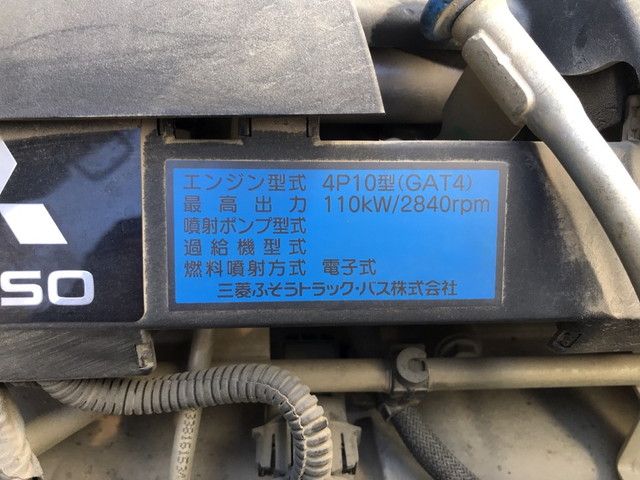 エンジン型式 4P10型(GAT4)
最高出力 110kW/2840rpm
噴射ポンプ型式
過給機型式
燃料噴射方式 電子式
三菱ふそうトラック・バス株式会社
SO